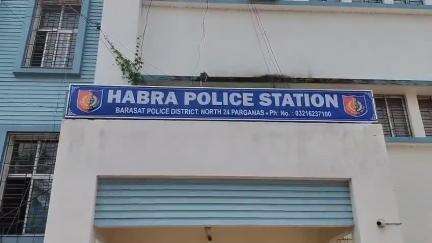 HABRA POLICE STATION
BARASAT POLICE DISTRICT, NORTH 24 PARGANAS • Ph. No. : 03216237100